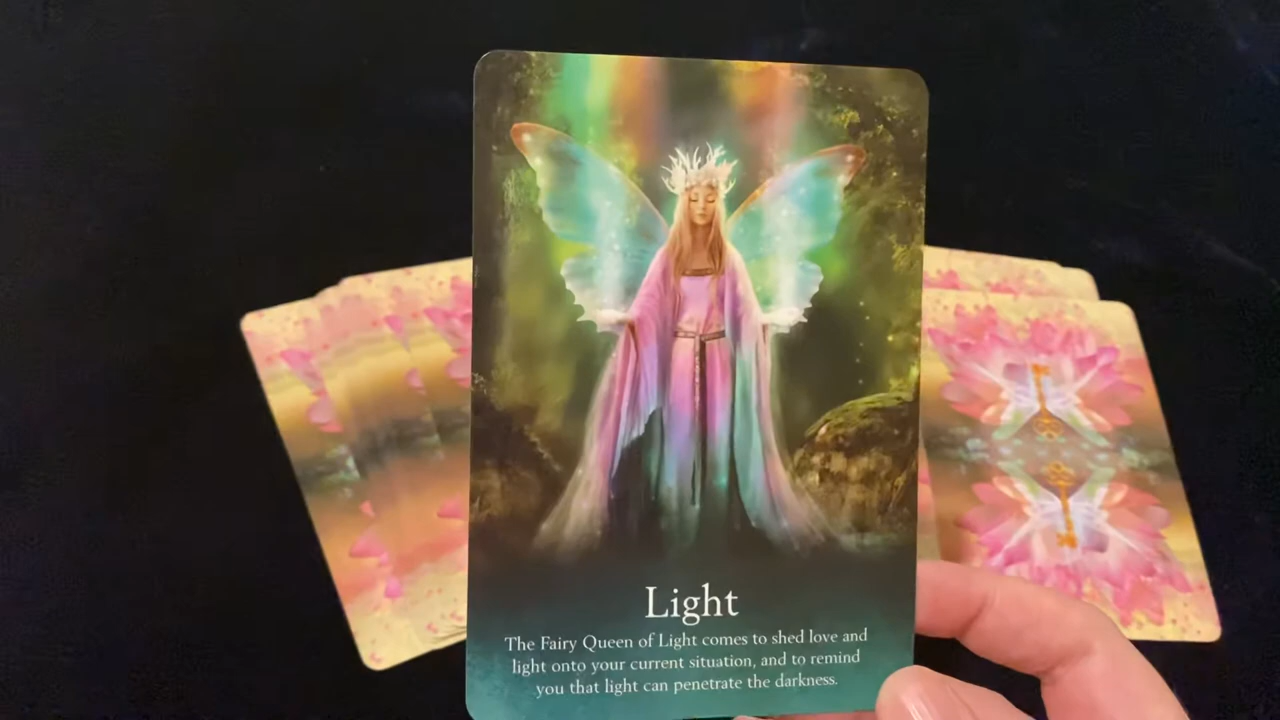 Light
The Fairy Queen of Light comes to shed love and
light onto your current situation, and to remind
you that light can penetrate the darkness.